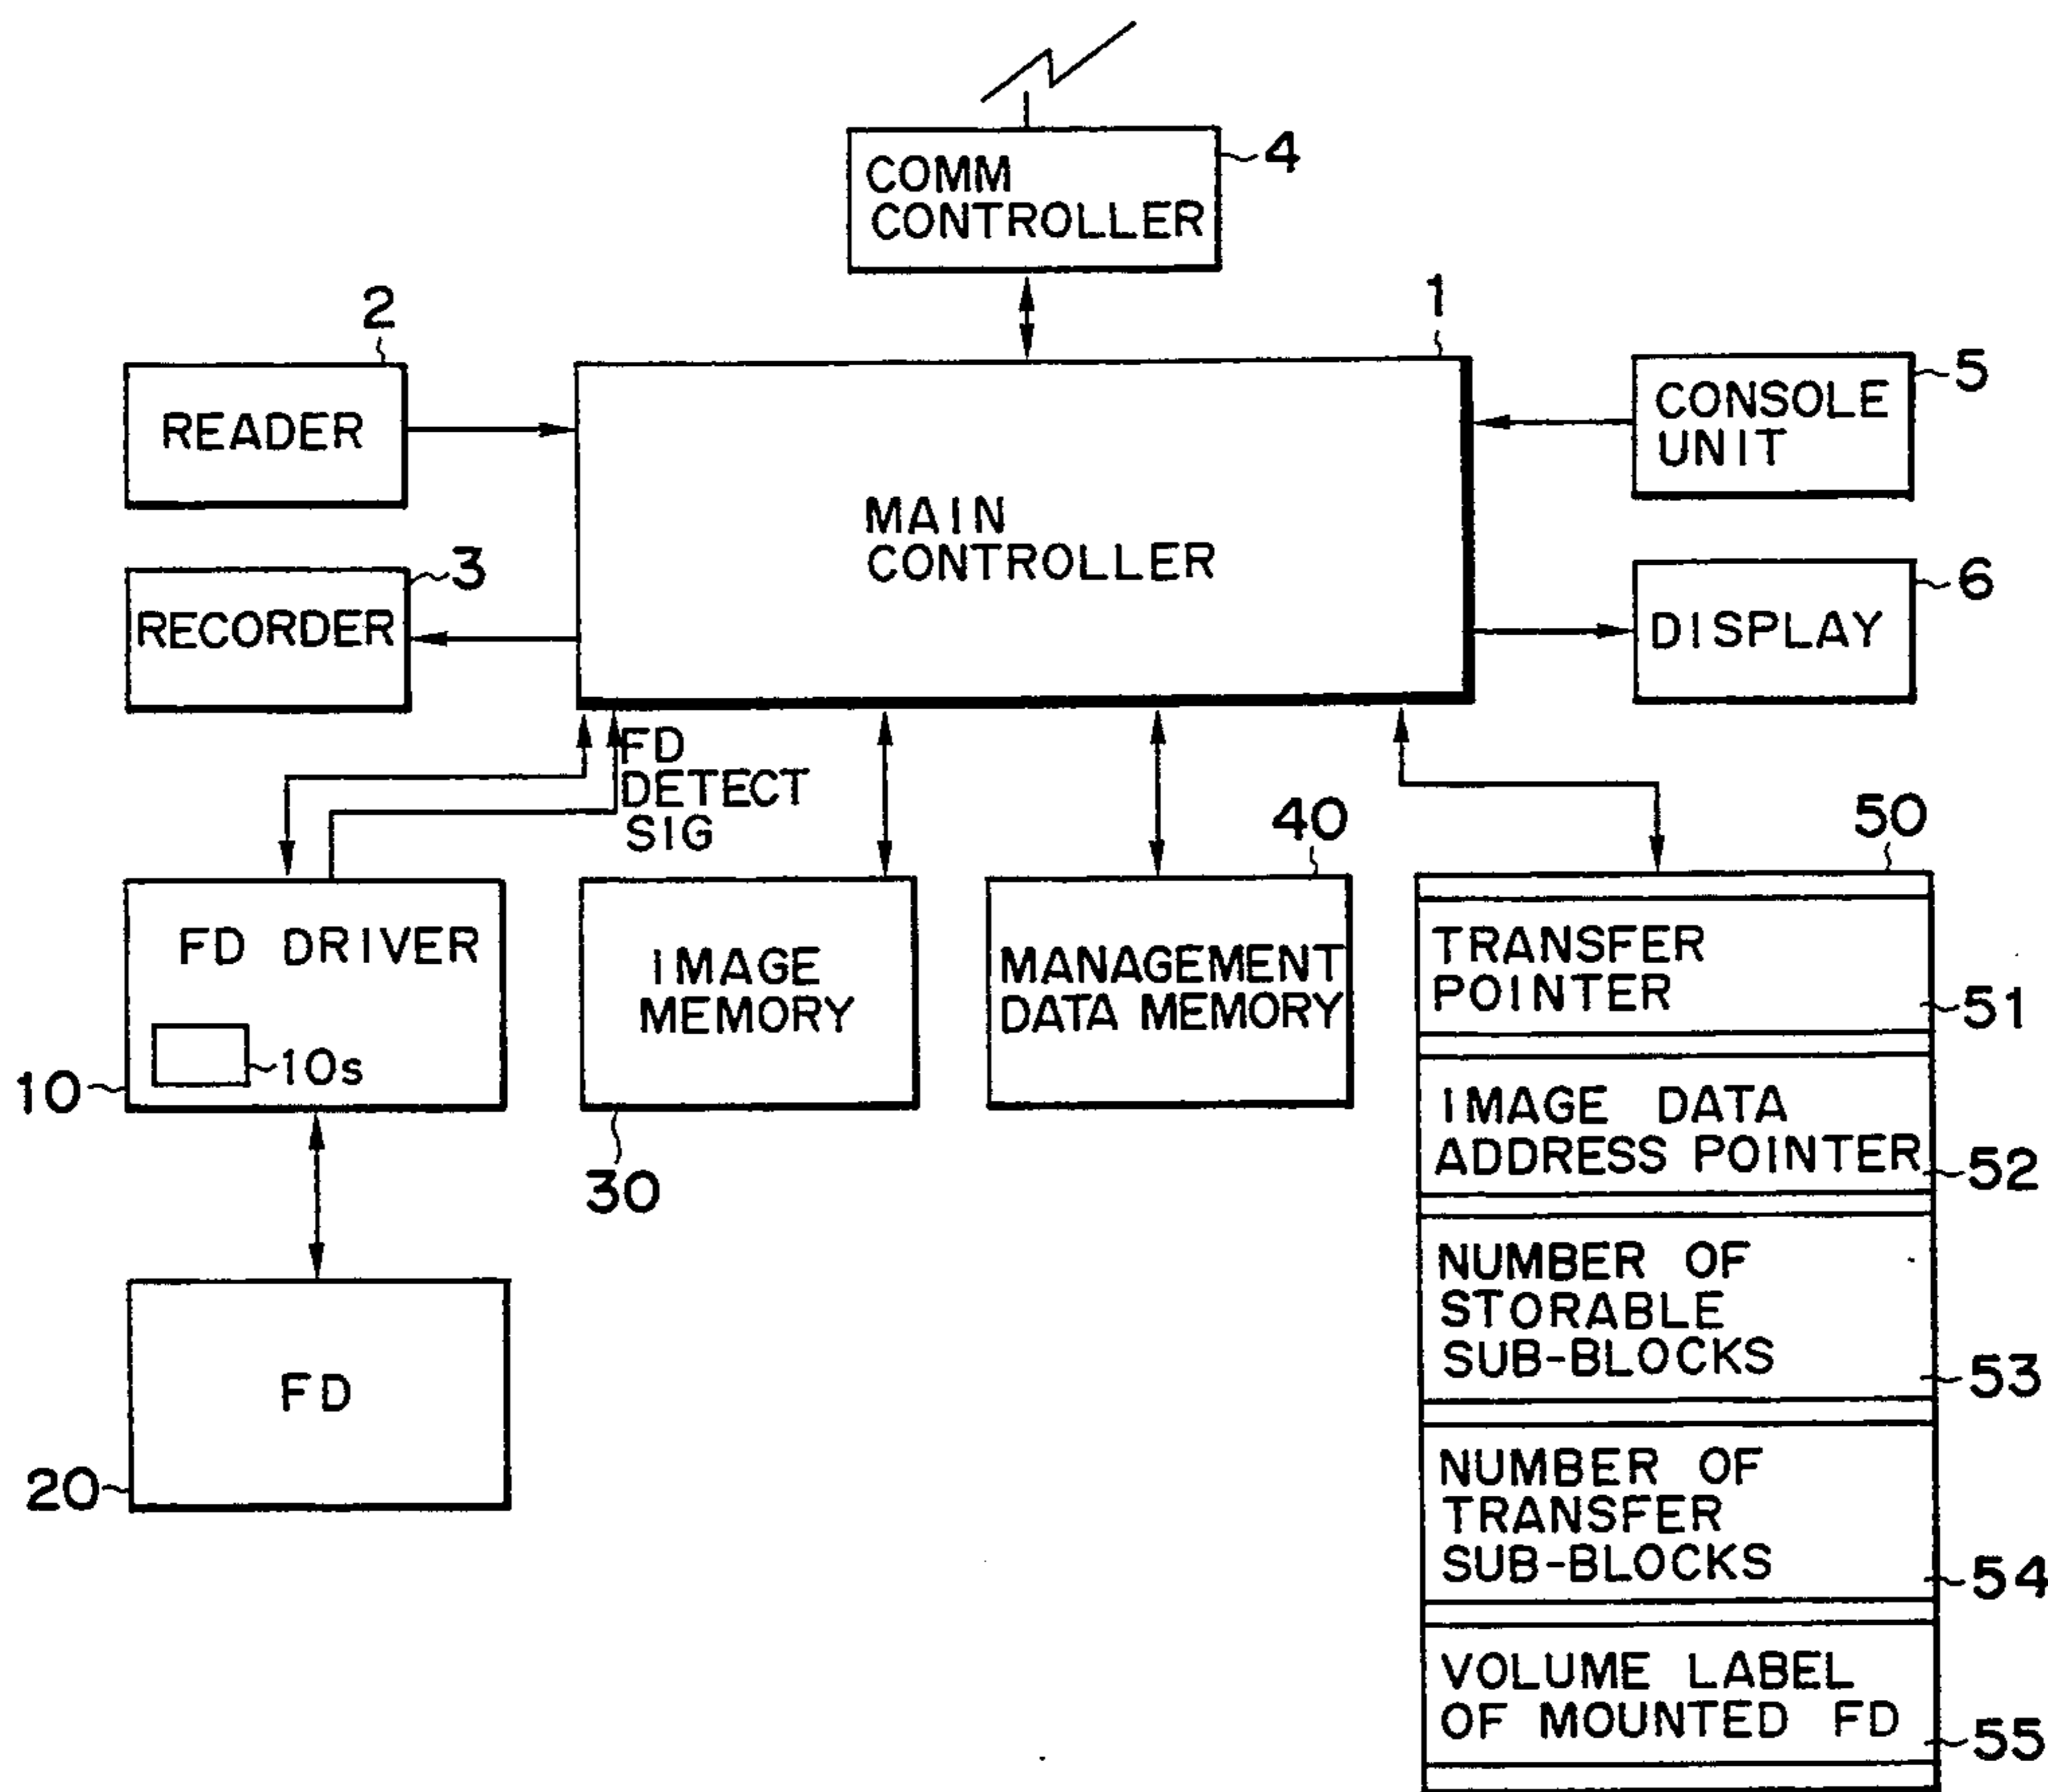 COMM
CONTROLLER
4
1
2
READER
CONSOLE
UNIT
5
MAIN
CONTROLLER
3
RECORDER
6
DISPLAY
FD
DETECT
SIG
FD DRIVER
10s
10
IMAGE
MEMORY
30
40
MANAGEMENT
DATA MEMORY
50
TRANSFER
POINTER
51
IMAGE DATA
ADDRESS POINTER
52
NUMBER OF
STORABLE
SUB-BLOCKS
53
NUMBER OF
TRANSFER
SUB-BLOCKS
54
VOLUME LABEL
OF MOUNTED FD
55
FD
20